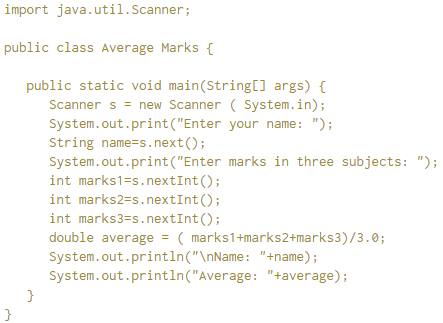 import java.util.Scanner;
public class Average Marks {
public static void main(String[] args) {
Scanner s = new Scanner ( System.in);
System.out.print("Enter your name: ");
String name=s.next();
System.out.print("Enter marks in three subjects: ");
int marks1=s.nextInt();
int marks2=s.nextInt();
int marks3=s.nextInt();
double average = ( marks1+marks2+marks3)/3.0;
System.out.println("\nName: "+name);
System.out.println("Average: "+average);
}
}